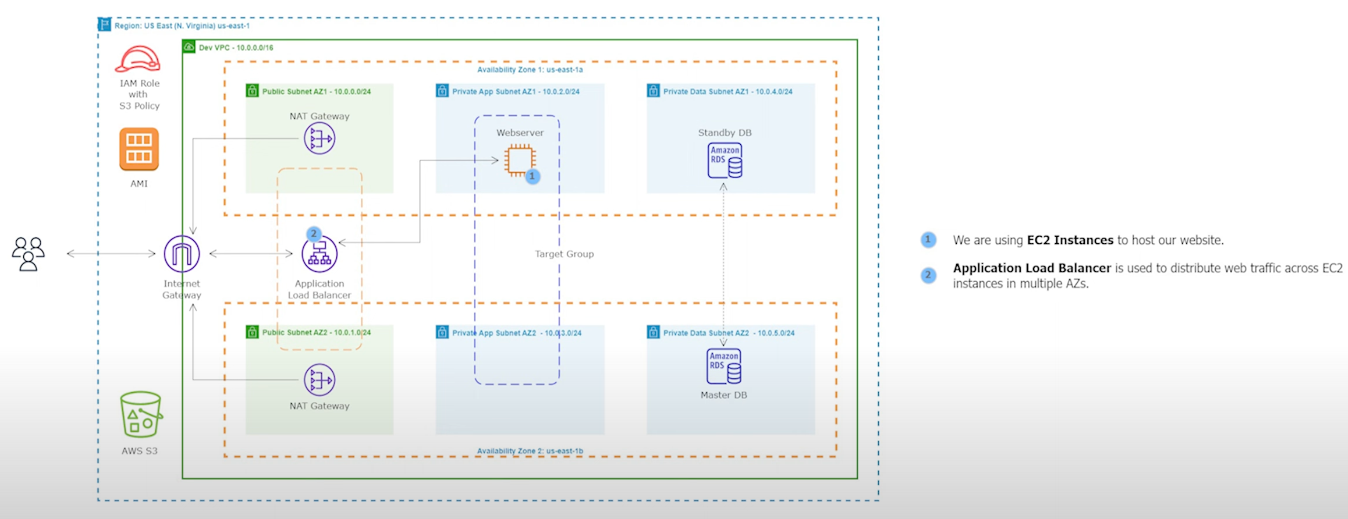 Region: US East (N. Virginia) us-east-1
Dev VPC - 10.0.0.0/16
IAM Role
with
S3 Policy
AMI
AWS S3
Availability Zone 1: us-east-1a
Public Subnet AZ1 - 10.0.0.0/24
NAT Gateway
Private App Subnet AZ1 - 10.0.2.0/24
Webserver
1
Private Data Subnet AZ1 - 10.0.4.0/24
Standby DB
Amazon
RDS
Internet
Gateway
2
Application
Load Balancer
Target Group
Public Subnet AZ2 - 10.0.1.0/24
NAT Gateway
Private App Subnet AZ2 - 10.0.3.0/24
Private Data Subnet AZ2 - 10.0.5.0/24
Amazon
RDS
Master DB
Availability Zone 2: us-east-1b
1 We are using EC2 Instances to host our website.
2 Application Load Balancer is used to distribute web traffic across EC2
instances in multiple AZs.